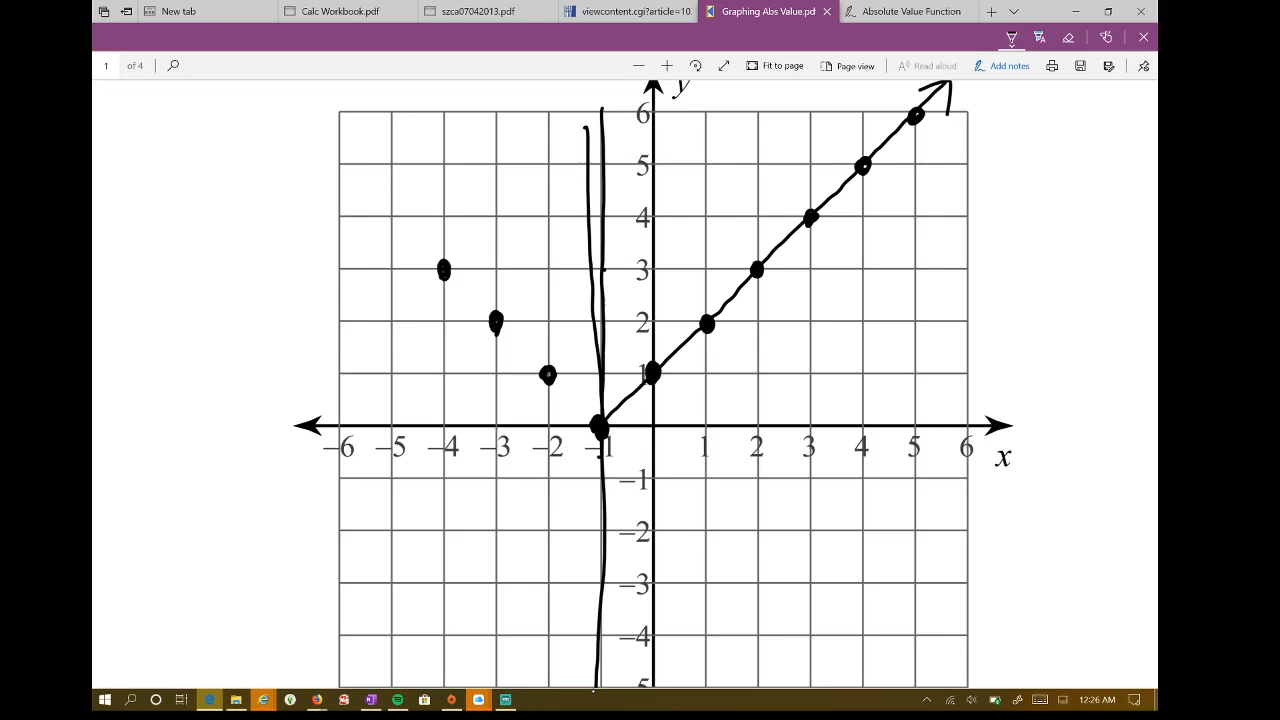 New tab Calc Workbook.pdf szca07042013.pdf viewcontent.cgi?article=10 Graphing Abs Value.pd Absolute Value Function
1 of 4 Fit to page Page view Read aloud Add notes
y
6
5
4
3
2
1
−6 −5 −4 −3 −2 −1 1 2 3 4 5 6
x
−1
−2
−3
−4
5
12:26 AM